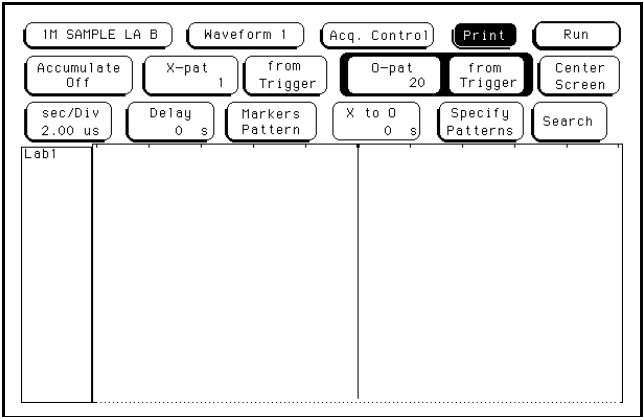 1M SAMPLE LA B Waveform 1 Acq. Control Print Run
Accumulate Off X-pat 1 from Trigger O-pat 20 from Trigger Center Screen
sec/Div 2.00 us Delay 0 s Markers Pattern X to O 0 s Specify Patterns Search
Lab1